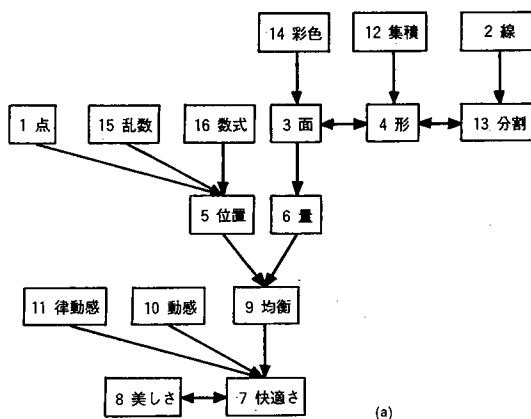 14 彩色
12 集積
2 線
1 点
15 乱数
16 数式
3 面
4 形
13 分割
5 位置
6 量
11 律動感
10 動感
9 均衡
8 美しさ
7 快適さ
(a)